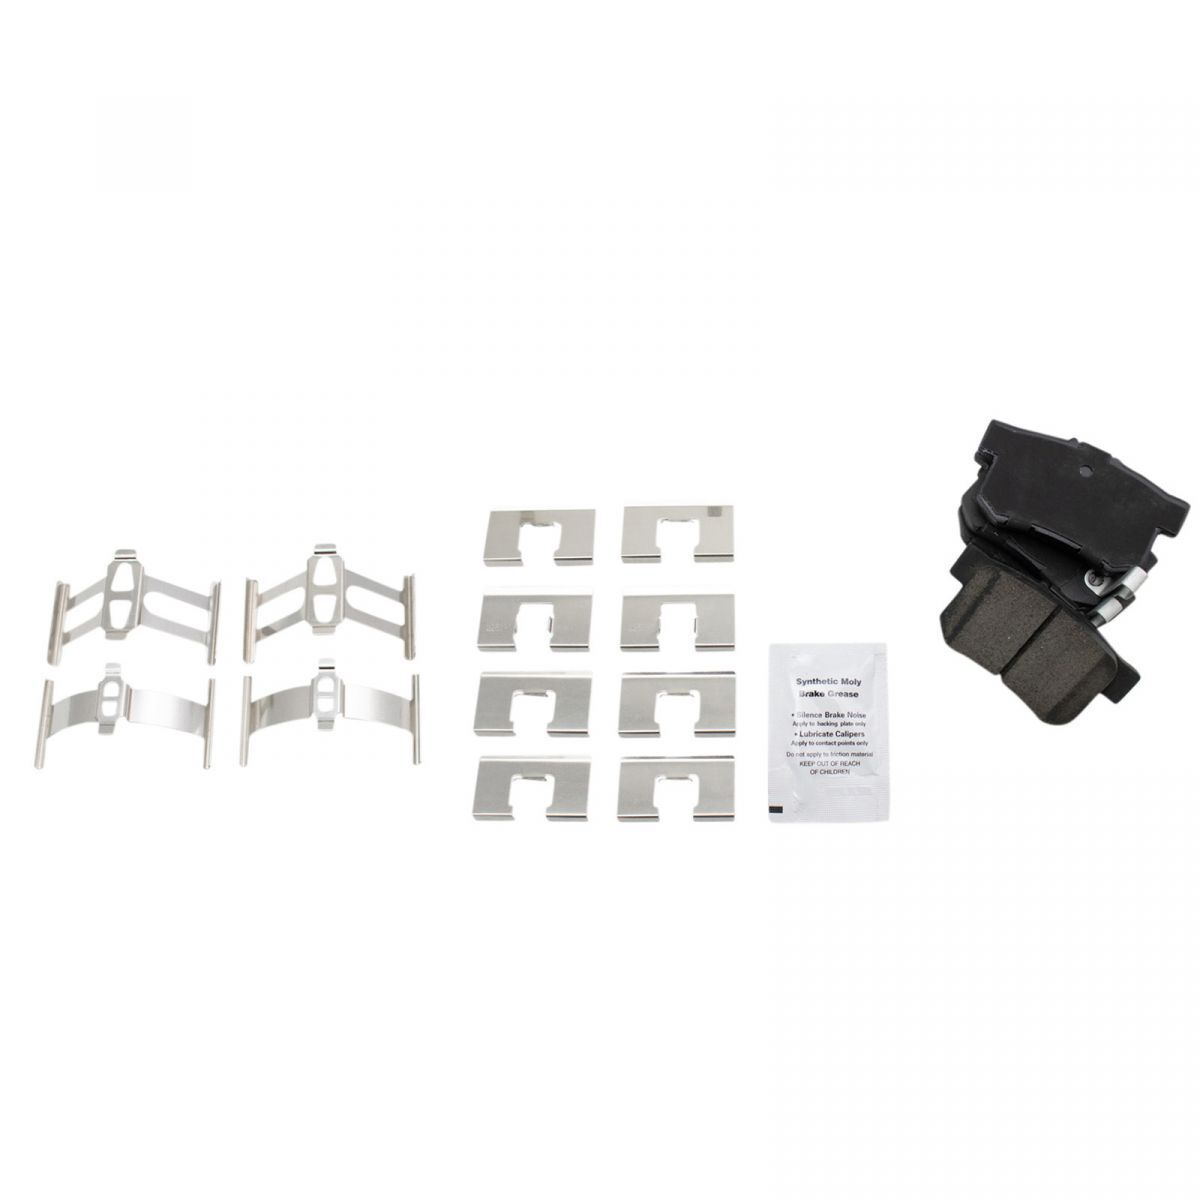 Synthetic Moly
Brake Grease
• Silence Brake Noise
Apply to backing plate only
• Lubricate Calipers
Apply to contact points only
Do not apply to friction material
KEEP OUT OF REACH
OF CHILDREN